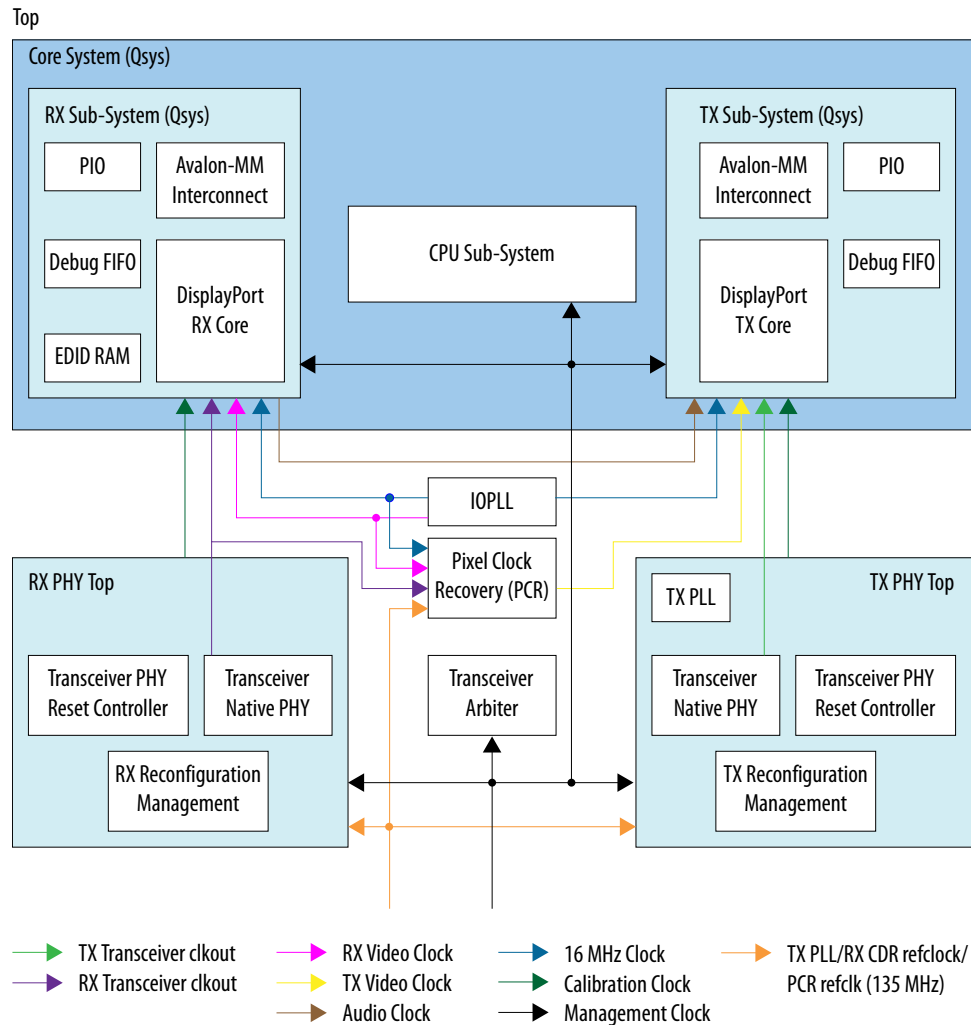 Top
Core System (Qsys)
RX Sub-System (Qsys)
PIO
Avalon-MM
Interconnect
Debug FIFO
DisplayPort
RX Core
EDID RAM
CPU Sub-System
TX Sub-System (Qsys)
Avalon-MM
Interconnect
PIO
DisplayPort
TX Core
Debug FIFO
IOPLL
Pixel Clock
Recovery (PCR)
RX PHY Top
Transceiver PHY
Reset Controller
Transceiver
Native PHY
RX Reconfiguration
Management
Transceiver
Arbiter
TX PHY Top
TX PLL
Transceiver
Native PHY
Transceiver PHY
Reset Controller
TX Reconfiguration
Management
TX Transceiver clkout
RX Transceiver clkout
RX Video Clock
TX Video Clock
Audio Clock
16 MHz Clock
Calibration Clock
Management Clock
TX PLL/RX CDR refclock/
PCR refclk (135 MHz)